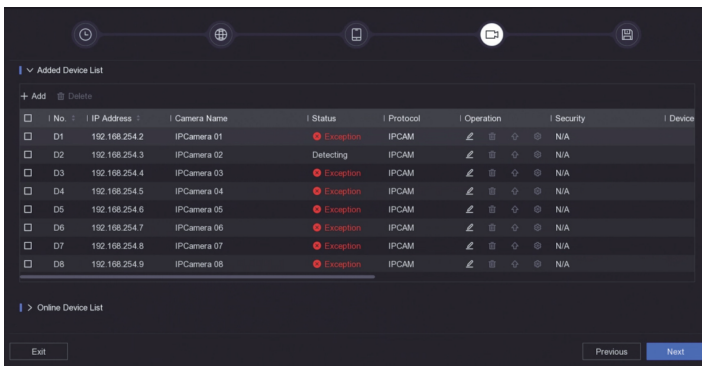 Added Device List
+ Add Delete
No. IP Address Camera Name Status Protocol Operation Security Device
D1 192.168.254.2 IPCamera 01 Exception IPCAM N/A
D2 192.168.254.3 IPCamera 02 Detecting IPCAM N/A
D3 192.168.254.4 IPCamera 03 Exception IPCAM N/A
D4 192.168.254.5 IPCamera 04 Exception IPCAM N/A
D5 192.168.254.6 IPCamera 05 Exception IPCAM N/A
D6 192.168.254.7 IPCamera 06 Exception IPCAM N/A
D7 192.168.254.8 IPCamera 07 Exception IPCAM N/A
D8 192.168.254.9 IPCamera 08 Exception IPCAM N/A
Online Device List
Exit Previous Next